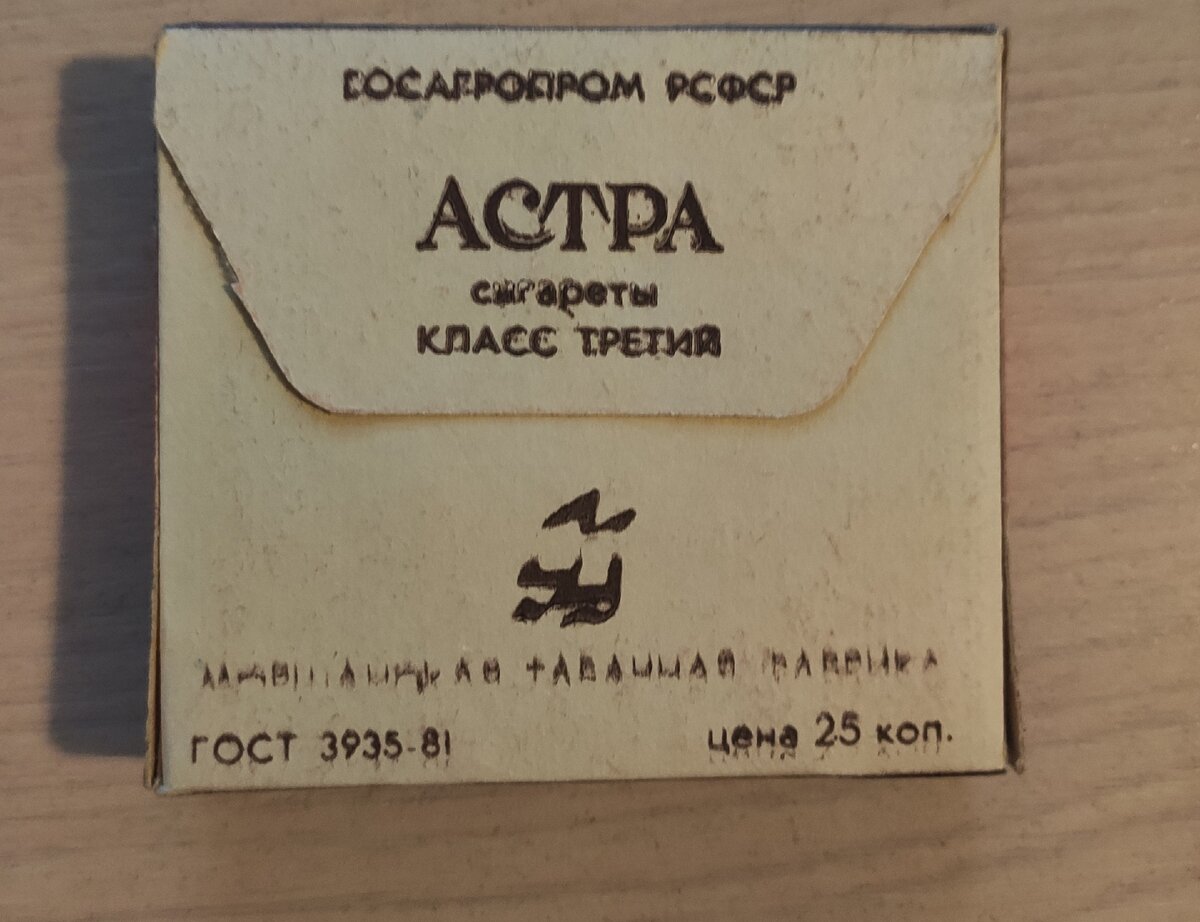 ГОСАГРОПРОМ РСФСР
АСТРА
сигареты
КЛАСС ТРЕТИЙ
ТАБАЧНАЯ ФАБРИКА
ГОСТ 3935-81
цена 25 коп.